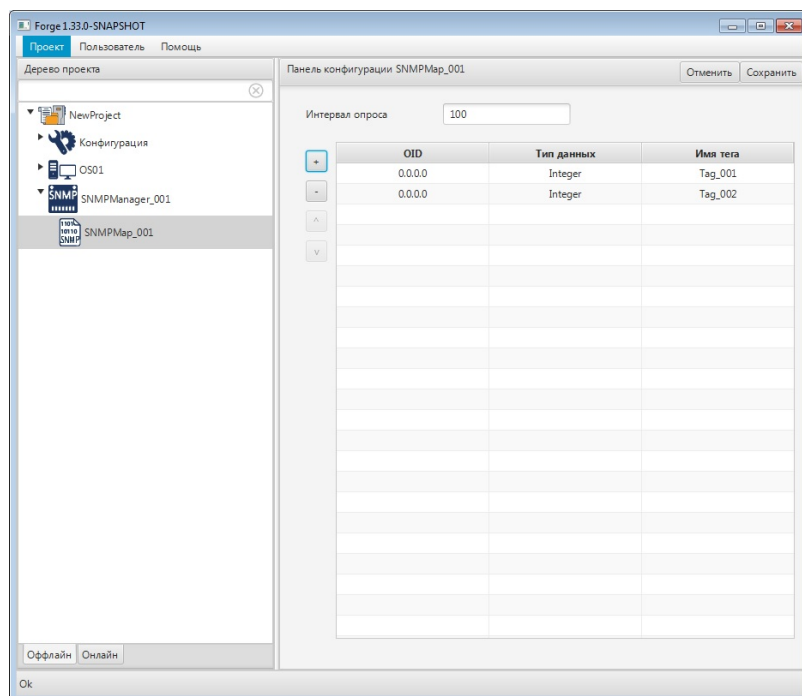 Forge 1.33.0-SNAPSHOT
Проект Пользователь Помощь
Дерево проекта
NewProject
Конфигурация
OS01
SNMP SNMPManager_001
SNMP SNMPMap_001
Оффлайн Онлайн
Панель конфигурации SNMPMap_001 Отменить Сохранить
Интервал опроса 100
+
-
^
v
OID Тип данных Имя тега
0.0.0.0 Integer Tag_001
0.0.0.0 Integer Tag_002
Ok